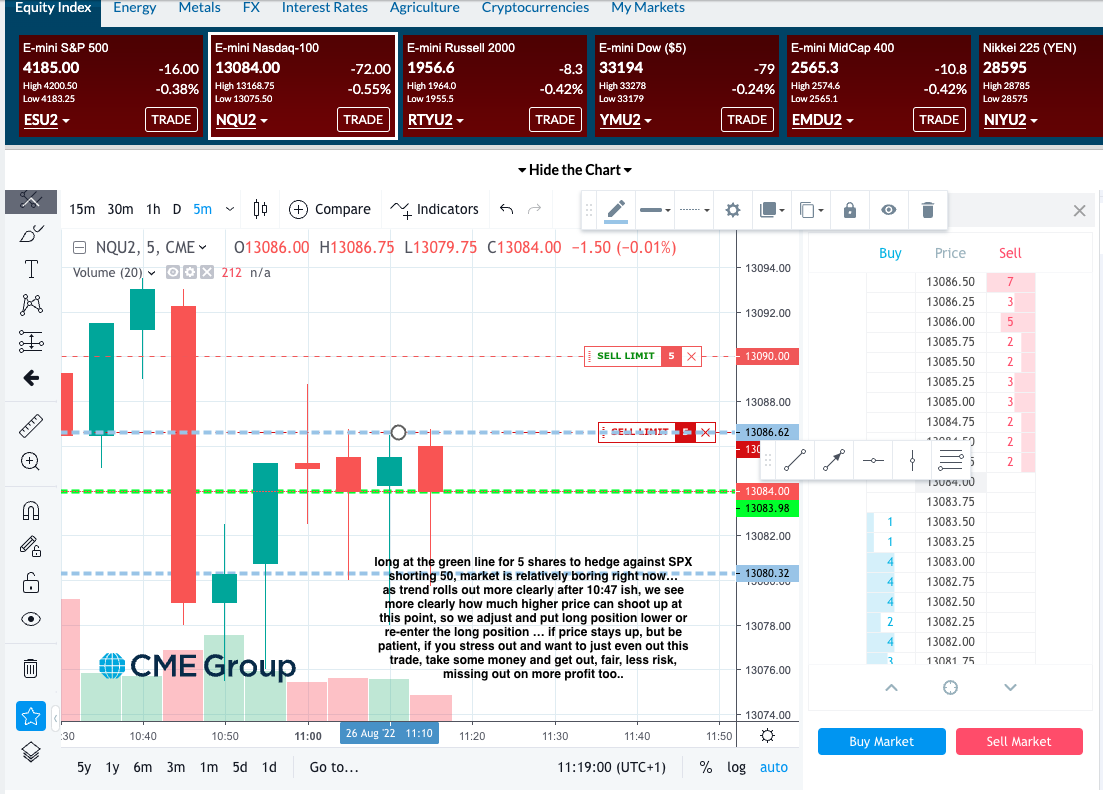 Equity Index Energy Metals FX Interest Rates Agriculture Cryptocurrencies My Markets
E-mini S&P 500
4185.00 -16.00
High 4200.50
Low 4183.25 -0.38%
ESU2 TRADE
E-mini Nasdaq-100
13084.00 -72.00
High 13168.75
Low 13075.50 -0.55%
NQU2 TRADE
E-mini Russell 2000
1956.6 -8.3
High 1964.0
Low 1955.5 -0.42%
RTYU2 TRADE
E-mini Dow ($5)
33194 -79
High 33278
Low 33179 -0.24%
YMU2 TRADE
E-mini MidCap 400
2565.3 -10.8
High 2574.6
Low 2565.1 -0.42%
EMDU2 TRADE
Nikkei 225 (YEN)
28595
High 28785
Low 28575
NIYU2
Hide the Chart
15m 30m 1h D 5m Compare Indicators
NQU2, 5, CME O13086.00 H13086.75 L13079.75 C13084.00 −1.50 (−0.01%)
Volume (20) 212 n/a
SELL LIMIT 5
SELL LIMIT
13094.00
13092.00
13090.00
13088.00
13086.62
130
13084.00
13083.98
13082.00
13080.32
13078.00
13076.00
13074.00
long at the green line for 5 shares to hedge against SPX
shorting 50, market is relatively boring right now...
as trend rolls out more clearly after 10:47 ish, we see
more clearly how much higher price can shoot up at
this point, so we adjust and put long position lower or
re-enter the long position ... if price stays up, but be
patient, if you stress out and want to just even out this
trade, take some money and get out, fair, less risk,
missing out on more profit too..
CME Group
:30 10:40 10:50 11:00 26 Aug '22 11:10 11:20 11:30 11:40 11:50
5y 1y 6m 3m 1m 5d 1d Go to... 11:19:00 (UTC+1) % log auto
Buy Price Sell
13086.50 7
13086.25 3
13086.00 5
13085.75 2
13085.50 2
13085.25 3
13085.00 3
13084.75 2
2
2
13084.00
13083.75
1 13083.50
1 13083.25
4 13083.00
4 13082.75
4 13082.50
2 13082.25
4 13082.00
3 13081.75
Buy Market Sell Market